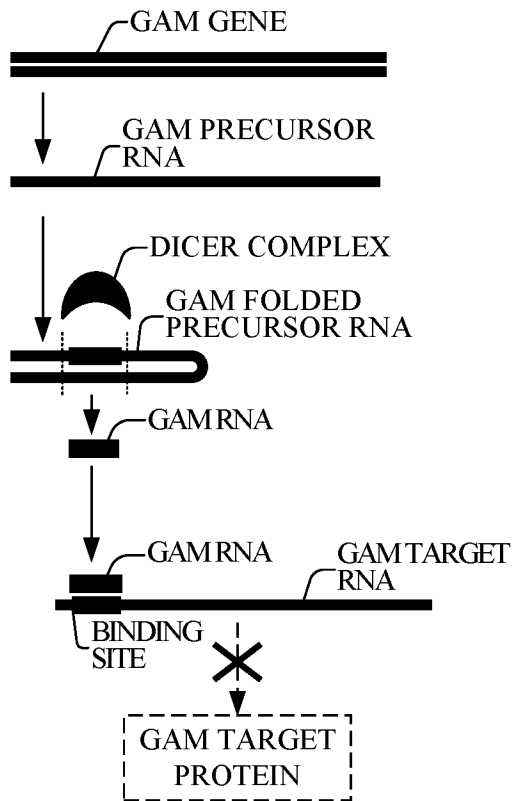 GAM GENE
GAM PRECURSOR
RNA
DICER COMPLEX
GAM FOLDED
PRECURSOR RNA
GAM RNA
GAM RNA
GAM TARGET
RNA
BINDING
SITE
GAM TARGET
PROTEIN